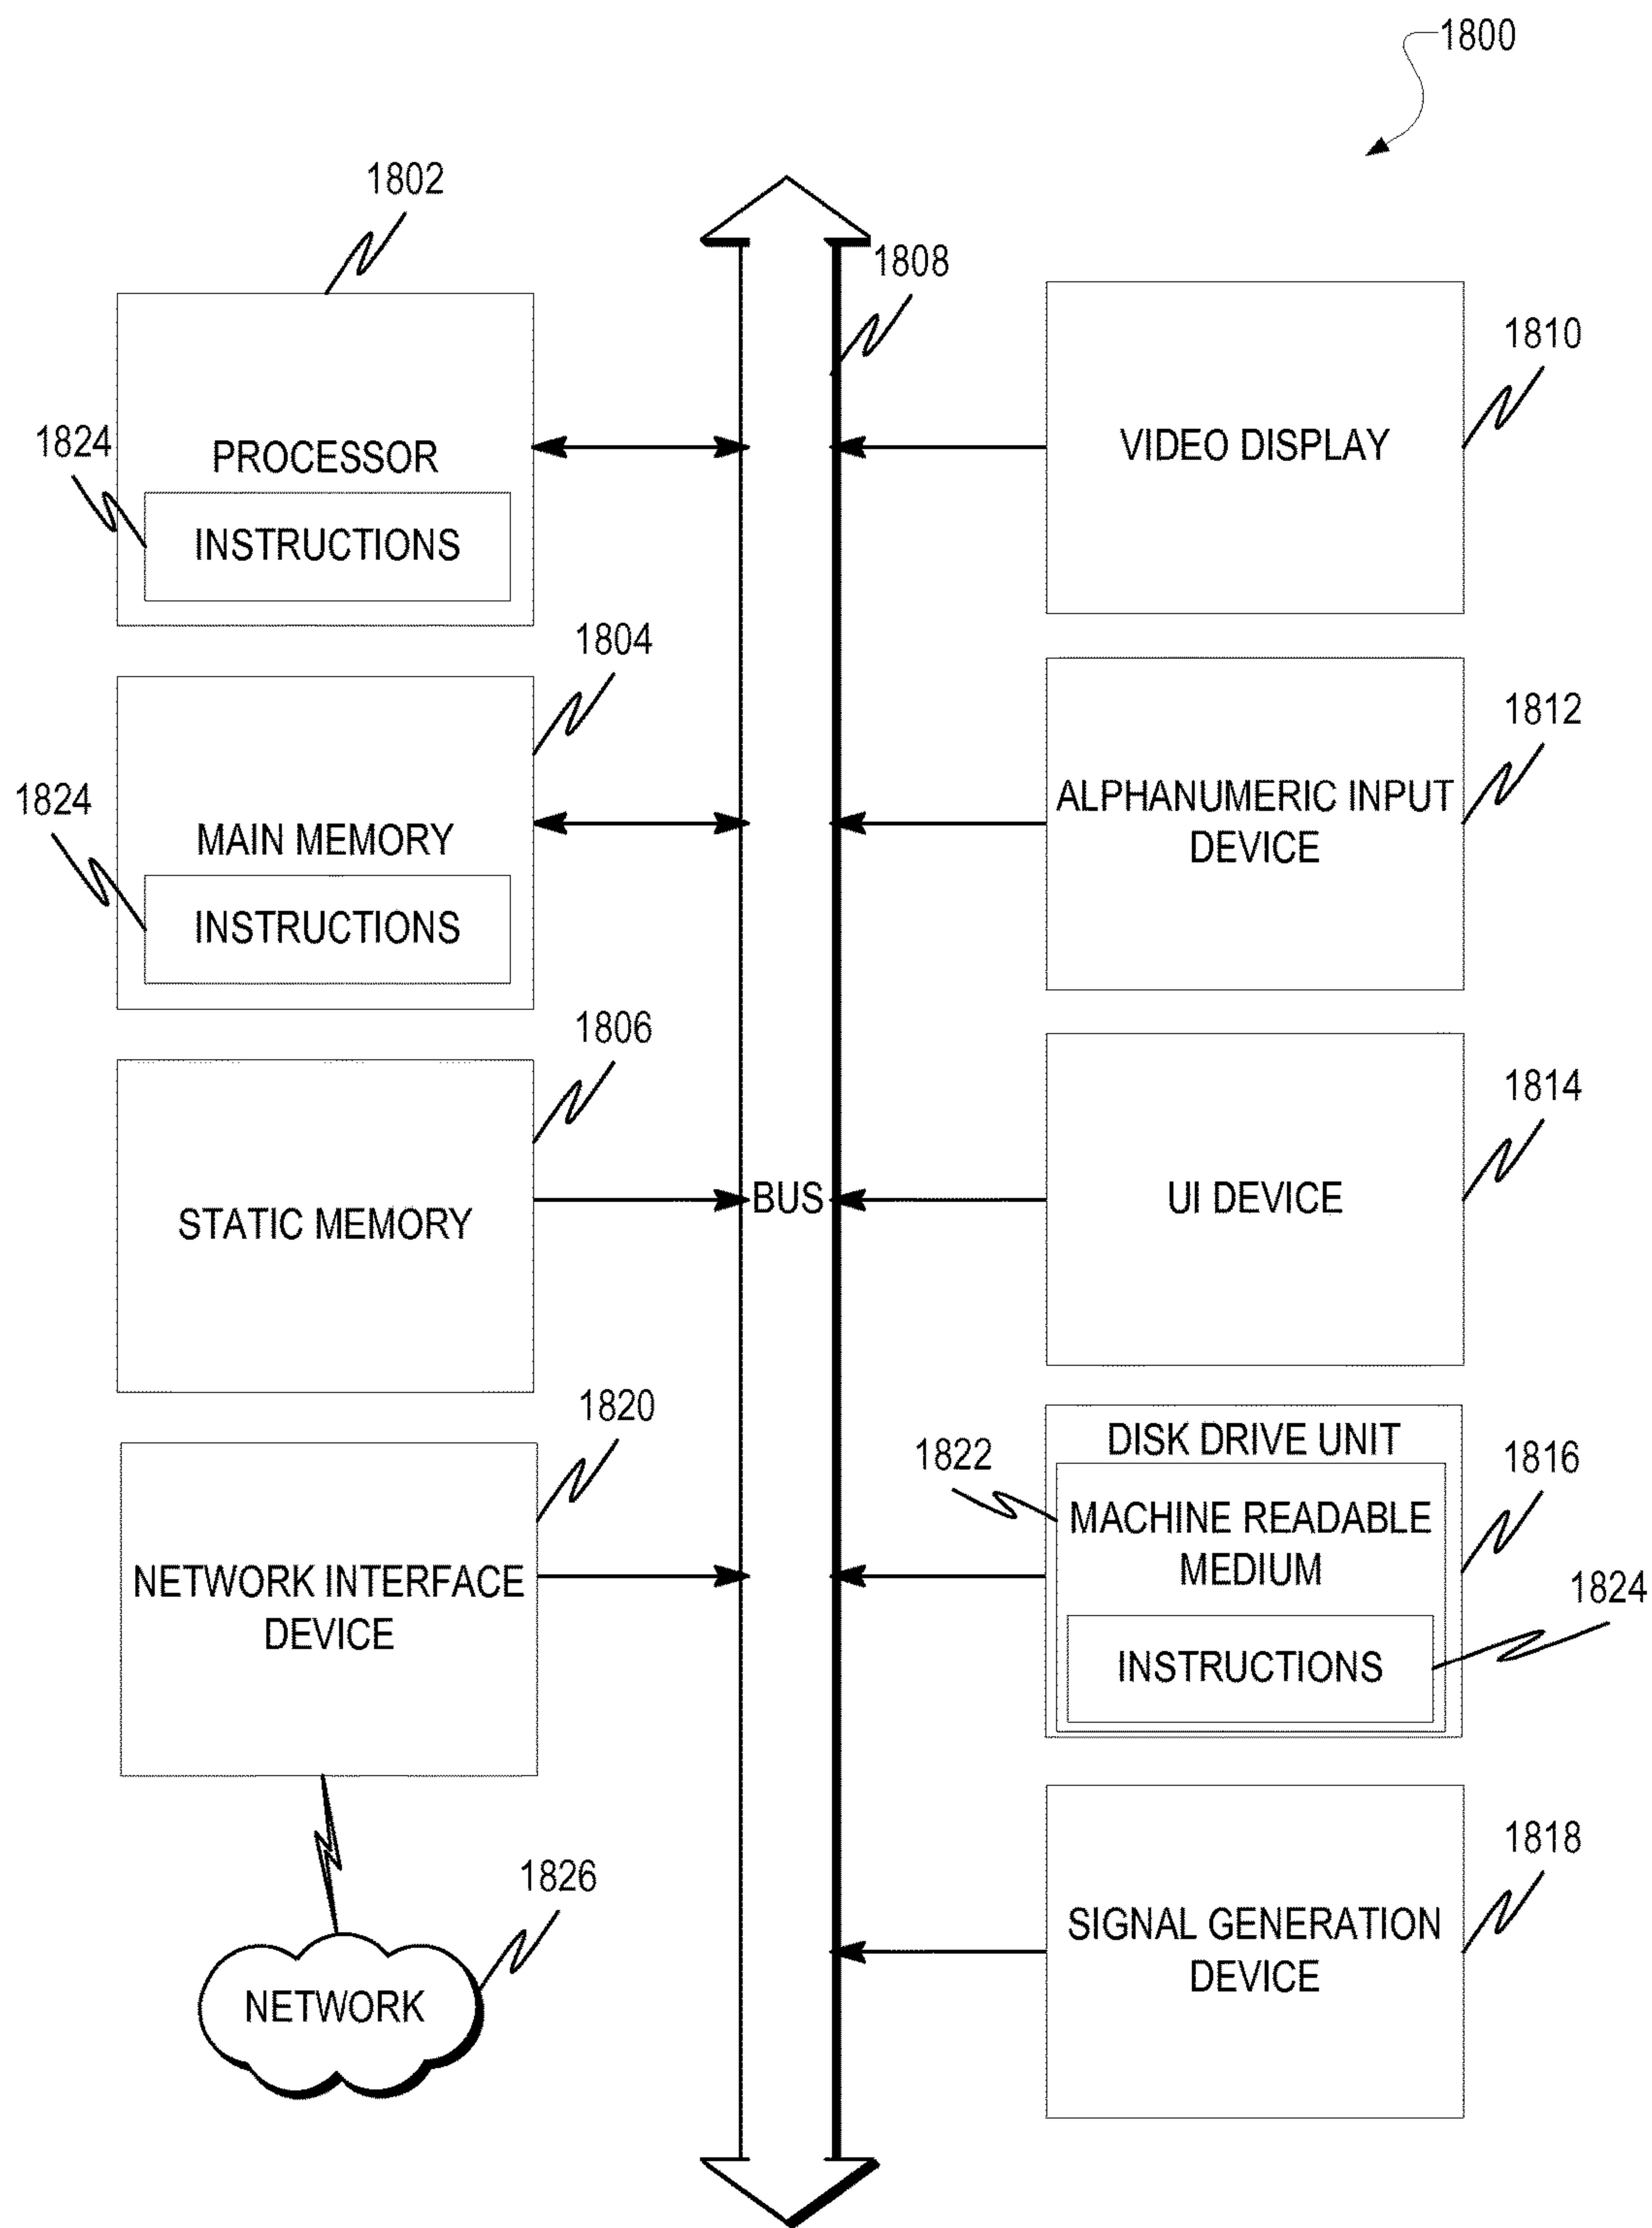 1800
1802
1808
1810
1824
PROCESSOR
INSTRUCTIONS
VIDEO DISPLAY
1804
1812
1824
MAIN MEMORY
INSTRUCTIONS
ALPHANUMERIC INPUT
DEVICE
1806
1814
STATIC MEMORY
BUS
UI DEVICE
1820
1822
DISK DRIVE UNIT
1816
MACHINE READABLE
MEDIUM
1824
INSTRUCTIONS
NETWORK INTERFACE
DEVICE
1826
NETWORK
1818
SIGNAL GENERATION
DEVICE